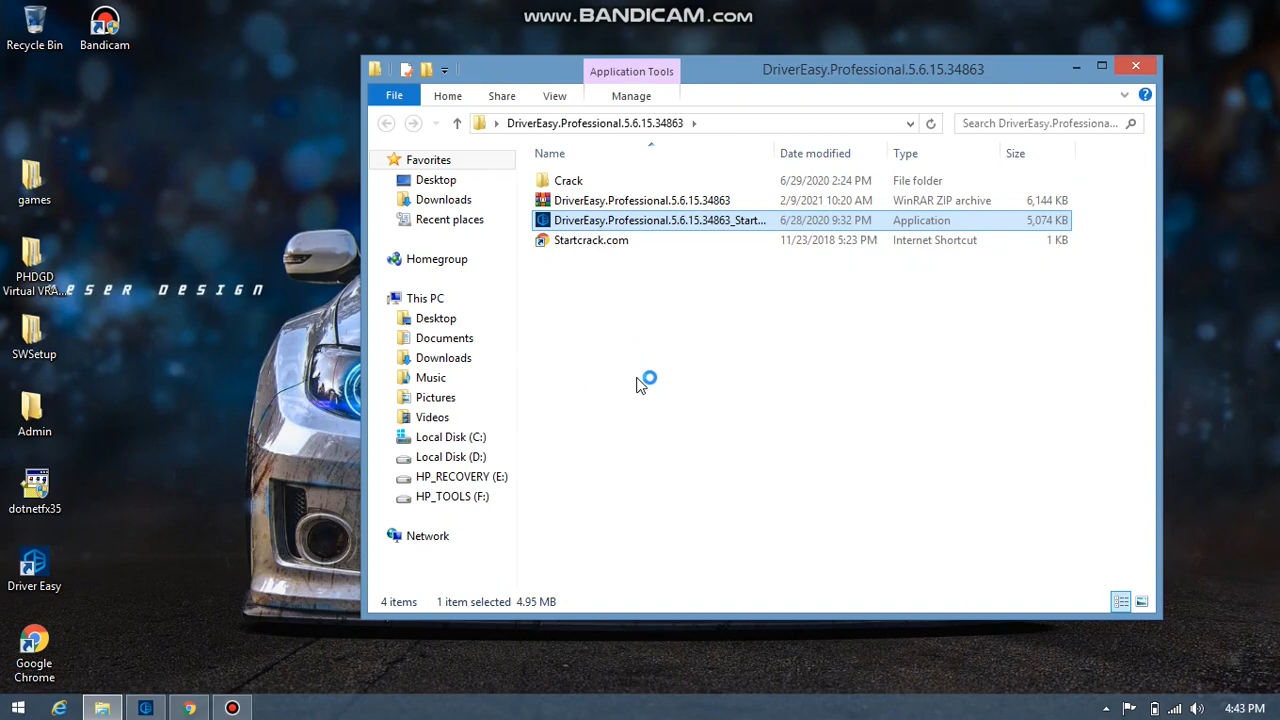 www.BANDICAM.com
Recycle Bin
Bandicam
Application Tools
DriverEasy.Professional.5.6.15.34863
File
Home
Share
View
Manage
DriverEasy.Professional.5.6.15.34863
Search DriverEasy.Professiona...
Name
Date modified
Type
Size
Favorites
Desktop
Downloads
Recent places
Homegroup
This PC
Desktop
Documents
Downloads
Music
Pictures
Videos
Local Disk (C:)
Local Disk (D:)
HP_RECOVERY (E:)
HP_TOOLS (F:)
Network
Crack 6/29/2020 2:24 PM File folder
DriverEasy.Professional.5.6.15.34863 2/9/2021 10:20 AM WinRAR ZIP archive 6,144 KB
DriverEasy.Professional.5.6.15.34863_Start... 6/28/2020 9:32 PM Application 5,074 KB
Startcrack.com 11/23/2018 5:23 PM Internet Shortcut 1 KB
4 items 1 item selected 4.95 MB
games
PHDGD
Virtual VRA...
ESER DESIGN
SWSetup
Admin
dotnetfx35
Driver Easy
Google
Chrome
4:43 PM